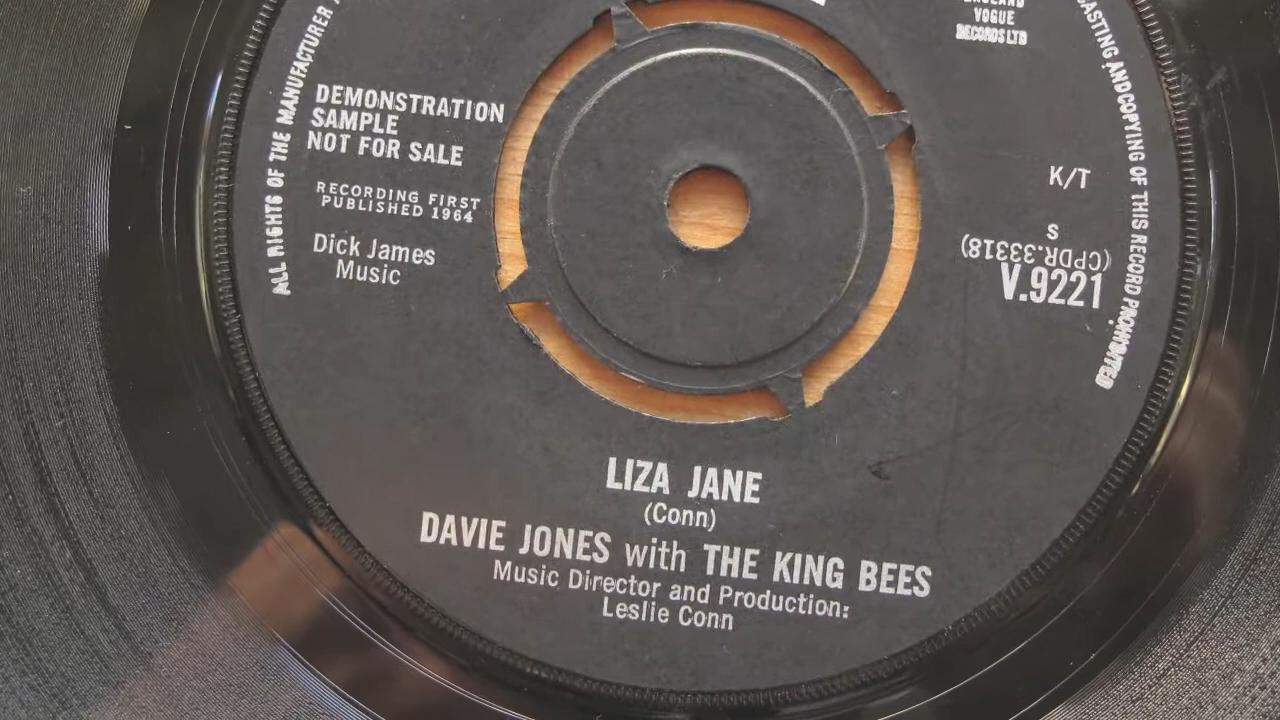 VOGUE
RECORDS LTD
ALL RIGHTS OF THE MANUFACTURER
DEMONSTRATION
SAMPLE
NOT FOR SALE
RECORDING FIRST
PUBLISHED 1964
Dick James
Music
K/T
S
(CPDR.33318)
V.9221
AND COPYING OF THIS RECORD PROHIBITED
LIZA JANE
(Conn)
DAVIE JONES with THE KING BEES
Music Director and Production:
Leslie Conn